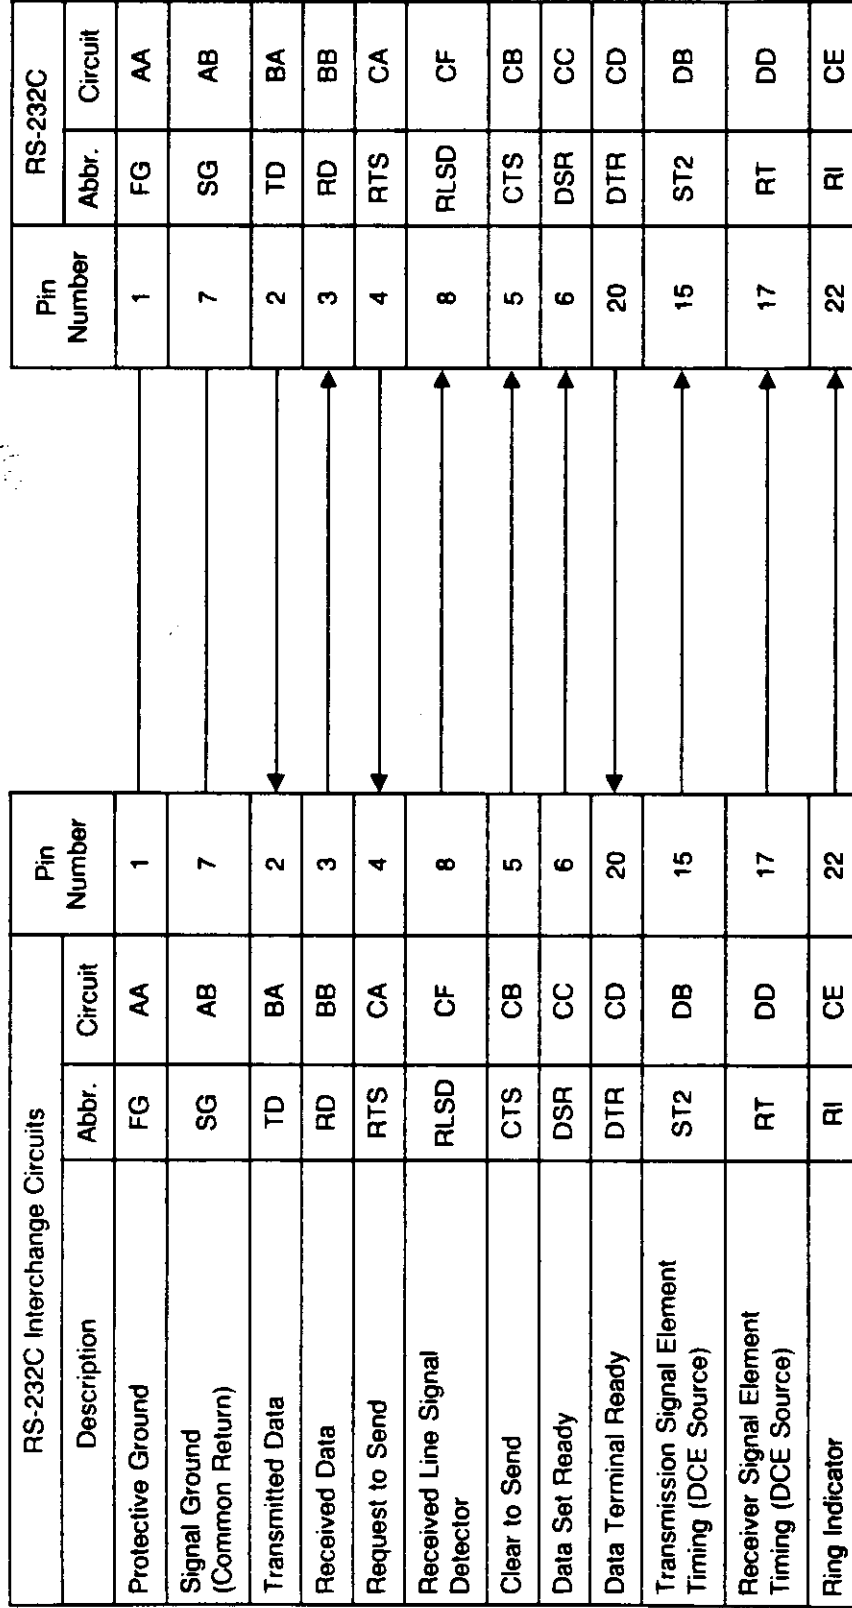 RS-232C Interchange Circuits Pin Number Pin Number RS-232C
Description Abbr. Circuit Abbr. Circuit
Protective Ground FG AA 1 1 FG AA
Signal Ground (Common Return) SG AB 7 7 SG AB
Transmitted Data TD BA 2 2 TD BA
Received Data RD BB 3 3 RD BB
Request to Send RTS CA 4 4 RTS CA
Received Line Signal Detector RLSD CF 8 8 RLSD CF
Clear to Send CTS CB 5 5 CTS CB
Data Set Ready DSR CC 6 6 DSR CC
Data Terminal Ready DTR CD 20 20 DTR CD
Transmission Signal Element Timing (DCE Source) ST2 DB 15 15 ST2 DB
Receiver Signal Element Timing (DCE Source) RT DD 17 17 RT DD
Ring Indicator RI CE 22 22 RI CE